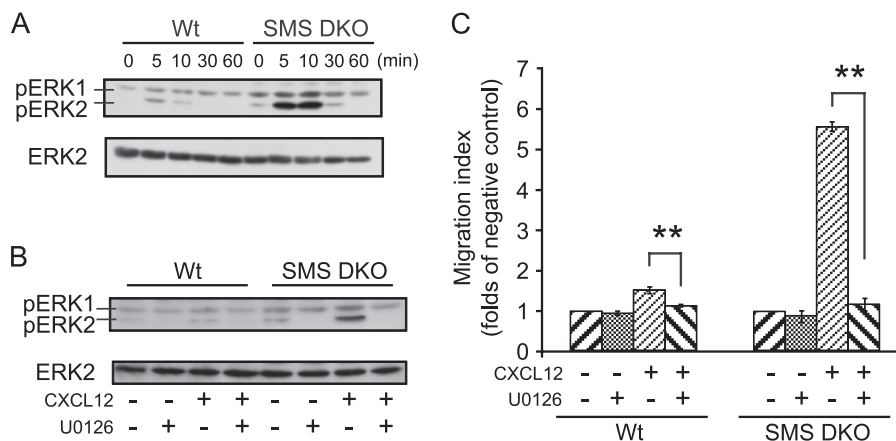 A
Wt SMS DKO
0 5 10 30 60 0 5 10 30 60 (min)
pERK1
pERK2
ERK2
B
Wt SMS DKO
pERK1
pERK2
ERK2
CXCL12 - - + + - - + +
U0126 - + - + - + - +
C
Migration index
(folds of negative control)
7
6
5
4
3
2
1
0
**
**
CXCL12 - - + + - - + +
U0126 - + - + - + - +
Wt SMS DKO